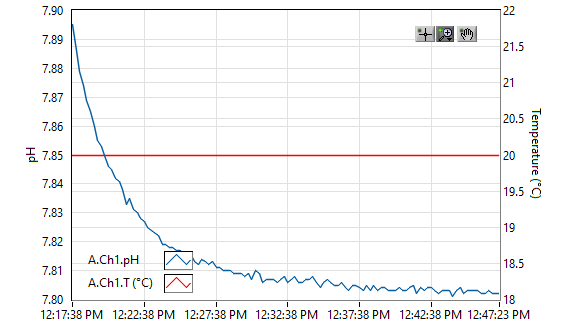 7.90
7.89
7.88
7.87
7.86
7.85
7.84
7.83
7.82
7.81
7.80
pH
22
21.5
21
20.5
20
19.5
19
18.5
18
Temperature (°C)
A.Ch1.pH
A.Ch1.T (°C)
12:17:38 PM
12:22:38 PM
12:27:38 PM
12:32:38 PM
12:37:38 PM
12:42:38 PM
12:47:23 PM